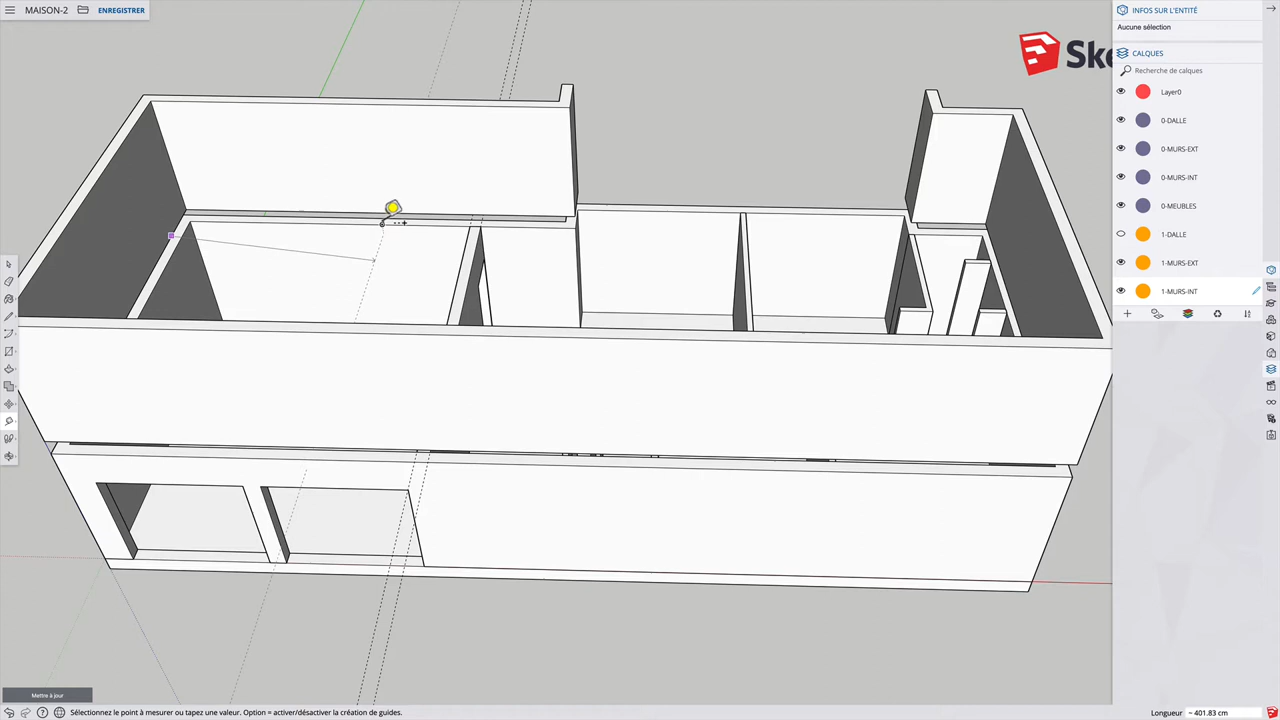 MAISON-2
ENREGISTRER
Ske
INFOS SUR L'ENTITÉ
Aucune sélection
CALQUES
Recherche de calques
Layer0
0-DALLE
0-MURS-EXT
0-MURS-INT
0-MEUBLES
1-DALLE
1-MURS-EXT
1-MURS-INT
Mettre à jour
Sélectionnez le point à mesurer ou tapez une valeur. Option = activer/désactiver la création de guides.
Longueur ~ 401.83 cm